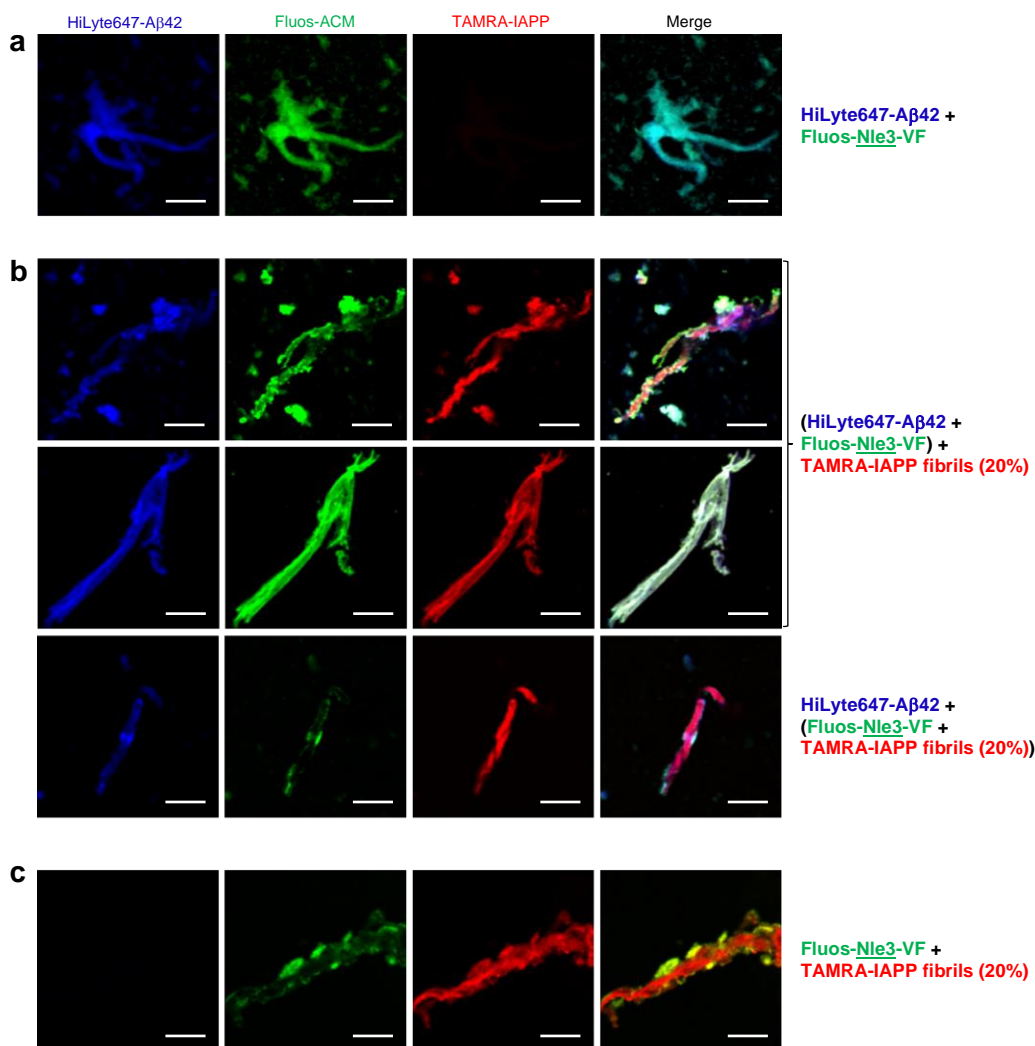 HiLyte647-Aβ42 Fluos-ACM TAMRA-IAPP Merge
a
HiLyte647-Aβ42 +
Fluos-Nle3-VF
b
(HiLyte647-Aβ42 +
Fluos-Nle3-VF) +
TAMRA-IAPP fibrils (20%)
HiLyte647-Aβ42 +
(Fluos-Nle3-VF +
TAMRA-IAPP fibrils (20%))
c
Fluos-Nle3-VF +
TAMRA-IAPP fibrils (20%)